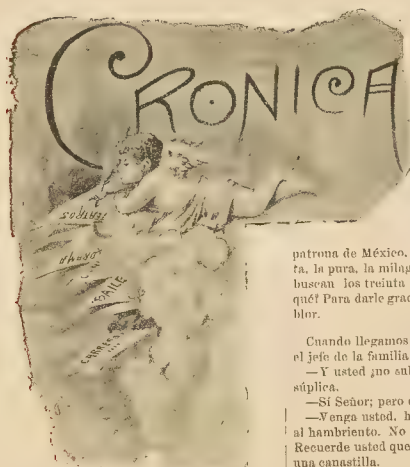 CRONICA
TEATROS
DRAMA
BAILE
CARRERAS
patrona de México,
ta, la pura, la milag
buscan los treinta
qué? Para darle grac
blor.
Cuando llegamos
el jefe de la familia
—Y usted ¿no sub
súplica.
—Sí Señor; pero
—Venga usted, h
al hambriento. No
Recuerde usted que
una canastilla.